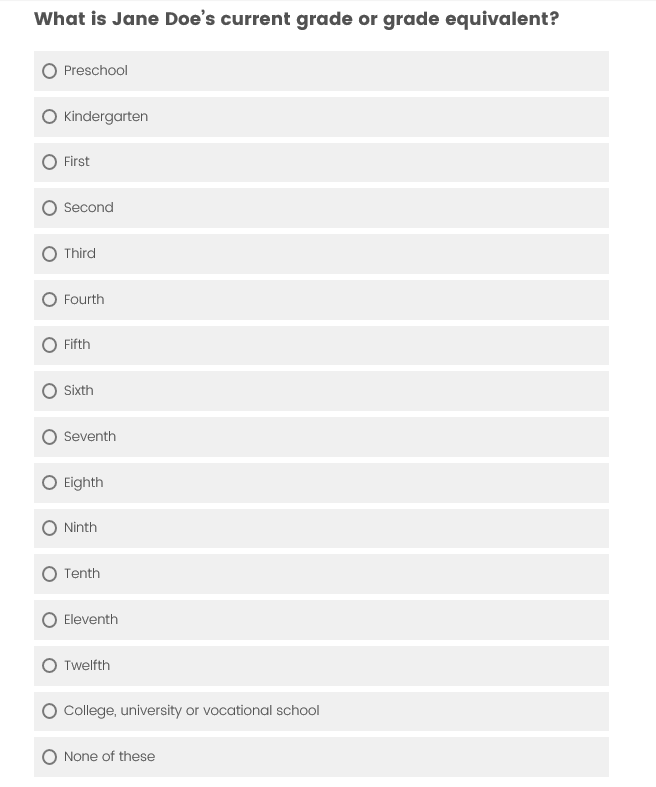 What is Jane Doe’s current grade or grade equivalent?
Preschool
Kindergarten
First
Second
Third
Fourth
Fifth
Sixth
Seventh
Eighth
Ninth
Tenth
Eleventh
Twelfth
College, university or vocational school
None of these